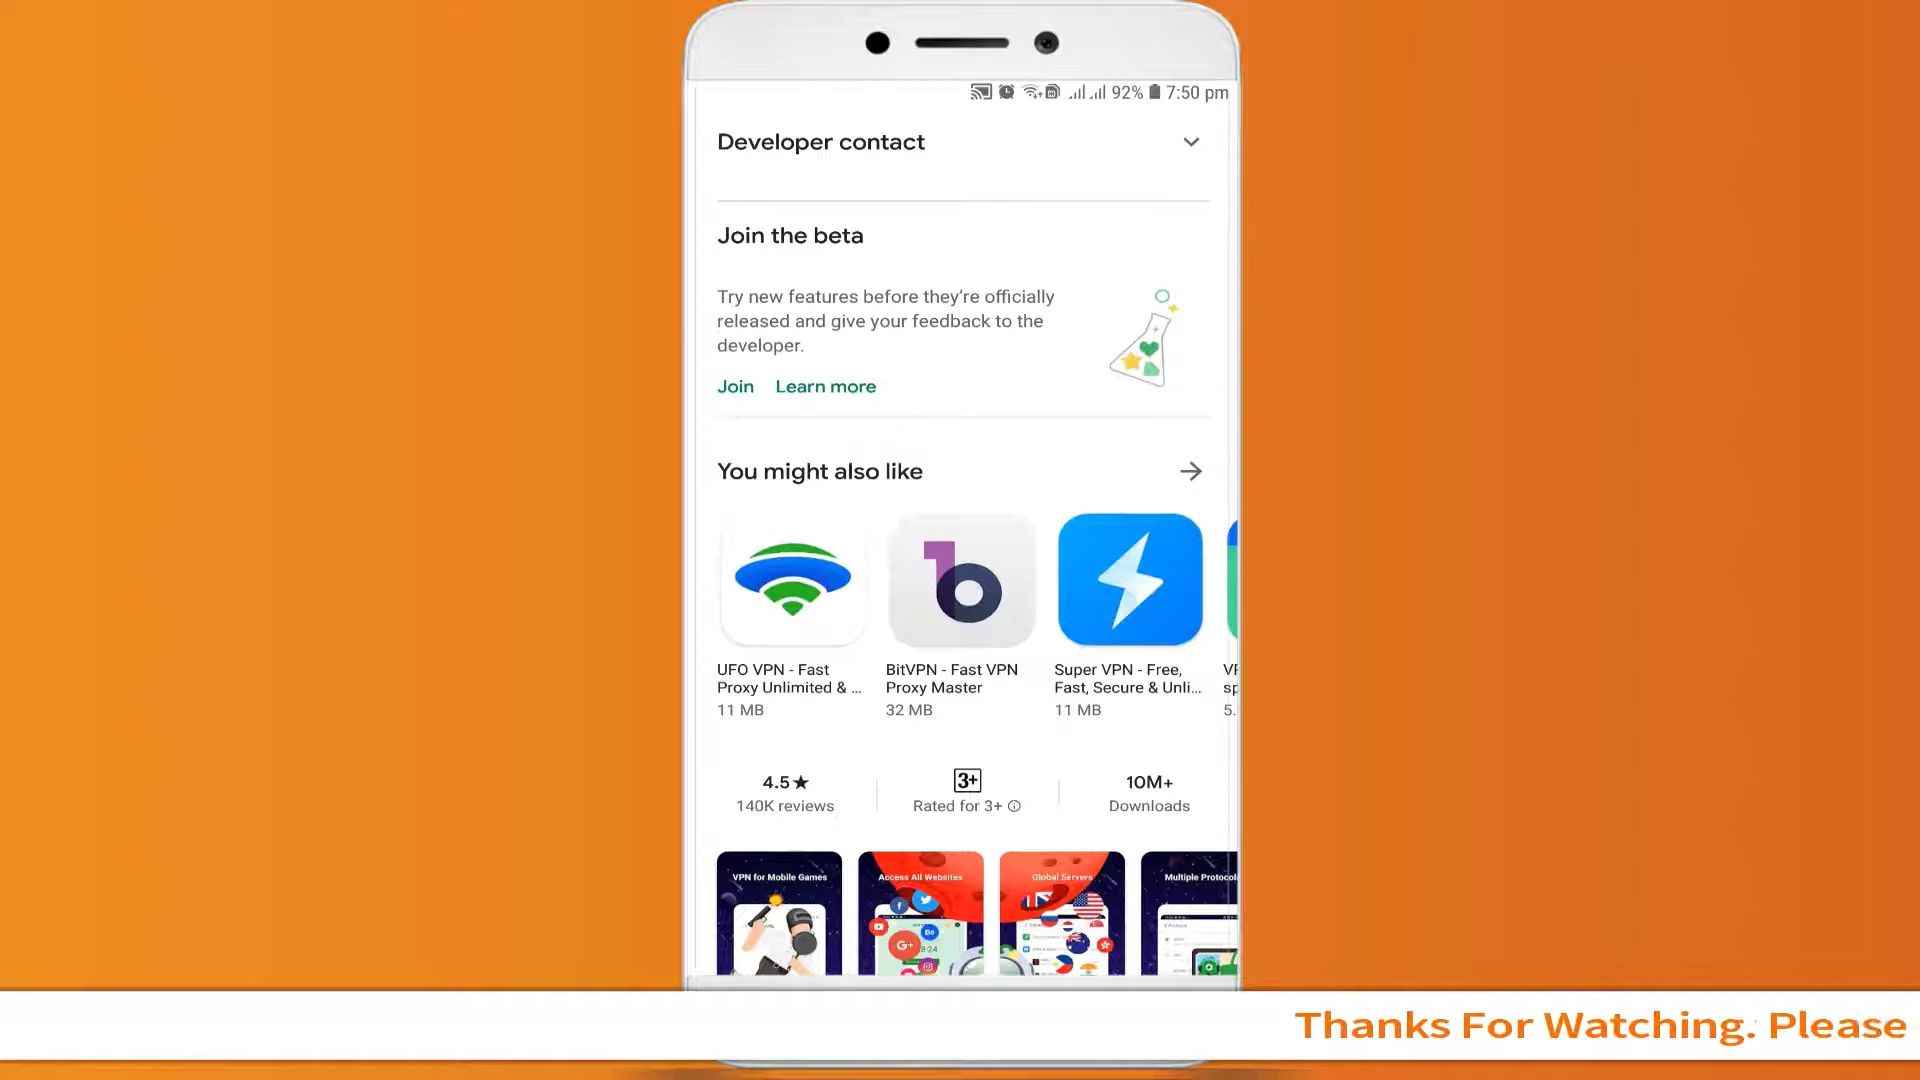 92% 7:50 pm
Developer contact
Join the beta
Try new features before they're officially
released and give your feedback to the
developer.
Join Learn more
You might also like
UFO VPN - Fast
Proxy Unlimited & ...
11 MB
BitVPN - Fast VPN
Proxy Master
32 MB
Super VPN - Free,
Fast, Secure & Unli...
11 MB
5.
4.5★
140K reviews
3+
Rated for 3+
10M+
Downloads
VPN for Mobile Games
Access All Websites
Global Servers
Multiple Protocol
Thanks For Watching. Please